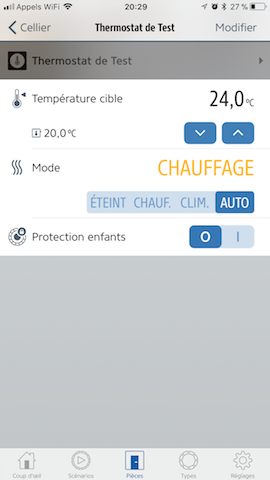 Appels WiFi 20:29 27 %
Cellier Thermostat de Test Modifier
Thermostat de Test
Température cible 24,0°C
20,0°C
Mode CHAUFFAGE
ÉTEINT CHAUF. CLIM. AUTO
Protection enfants O I
Coup d'œil Scénarios Pièces Types Réglages